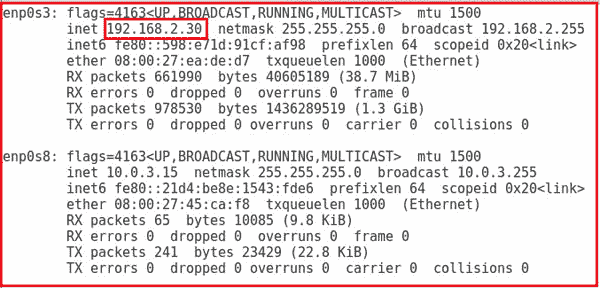 enp0s3: flags=4163<UP,BROADCAST,RUNNING,MULTICAST>  mtu 1500
inet 192.168.2.30  netmask 255.255.255.0  broadcast 192.168.2.255
inet6 fe80::598:e71d:91cf:af98  prefixlen 64  scopeid 0x20<link>
ether 08:00:27:ea:de:d7  txqueuelen 1000  (Ethernet)
RX packets 661990  bytes 40605189 (38.7 MiB)
RX errors 0  dropped 0  overruns 0  frame 0
TX packets 978530  bytes 1436289519 (1.3 GiB)
TX errors 0  dropped 0 overruns 0  carrier 0  collisions 0
enp0s8: flags=4163<UP,BROADCAST,RUNNING,MULTICAST>  mtu 1500
inet 10.0.3.15  netmask 255.255.255.0  broadcast 10.0.3.255
inet6 fe80::21d4:be8e:1543:fde6  prefixlen 64  scopeid 0x20<link>
ether 08:00:27:45:ca:f8  txqueuelen 1000  (Ethernet)
RX packets 65  bytes 10085 (9.8 KiB)
RX errors 0  dropped 0  overruns 0  frame 0
TX packets 241  bytes 23429 (22.8 KiB)
TX errors 0  dropped 0 overruns 0  carrier 0  collisions 0